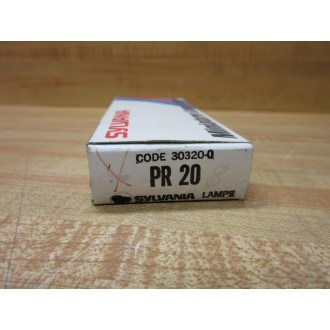 SYLVANIA
CODE 30320-0
PR 20
SYLVANIA LAMPS